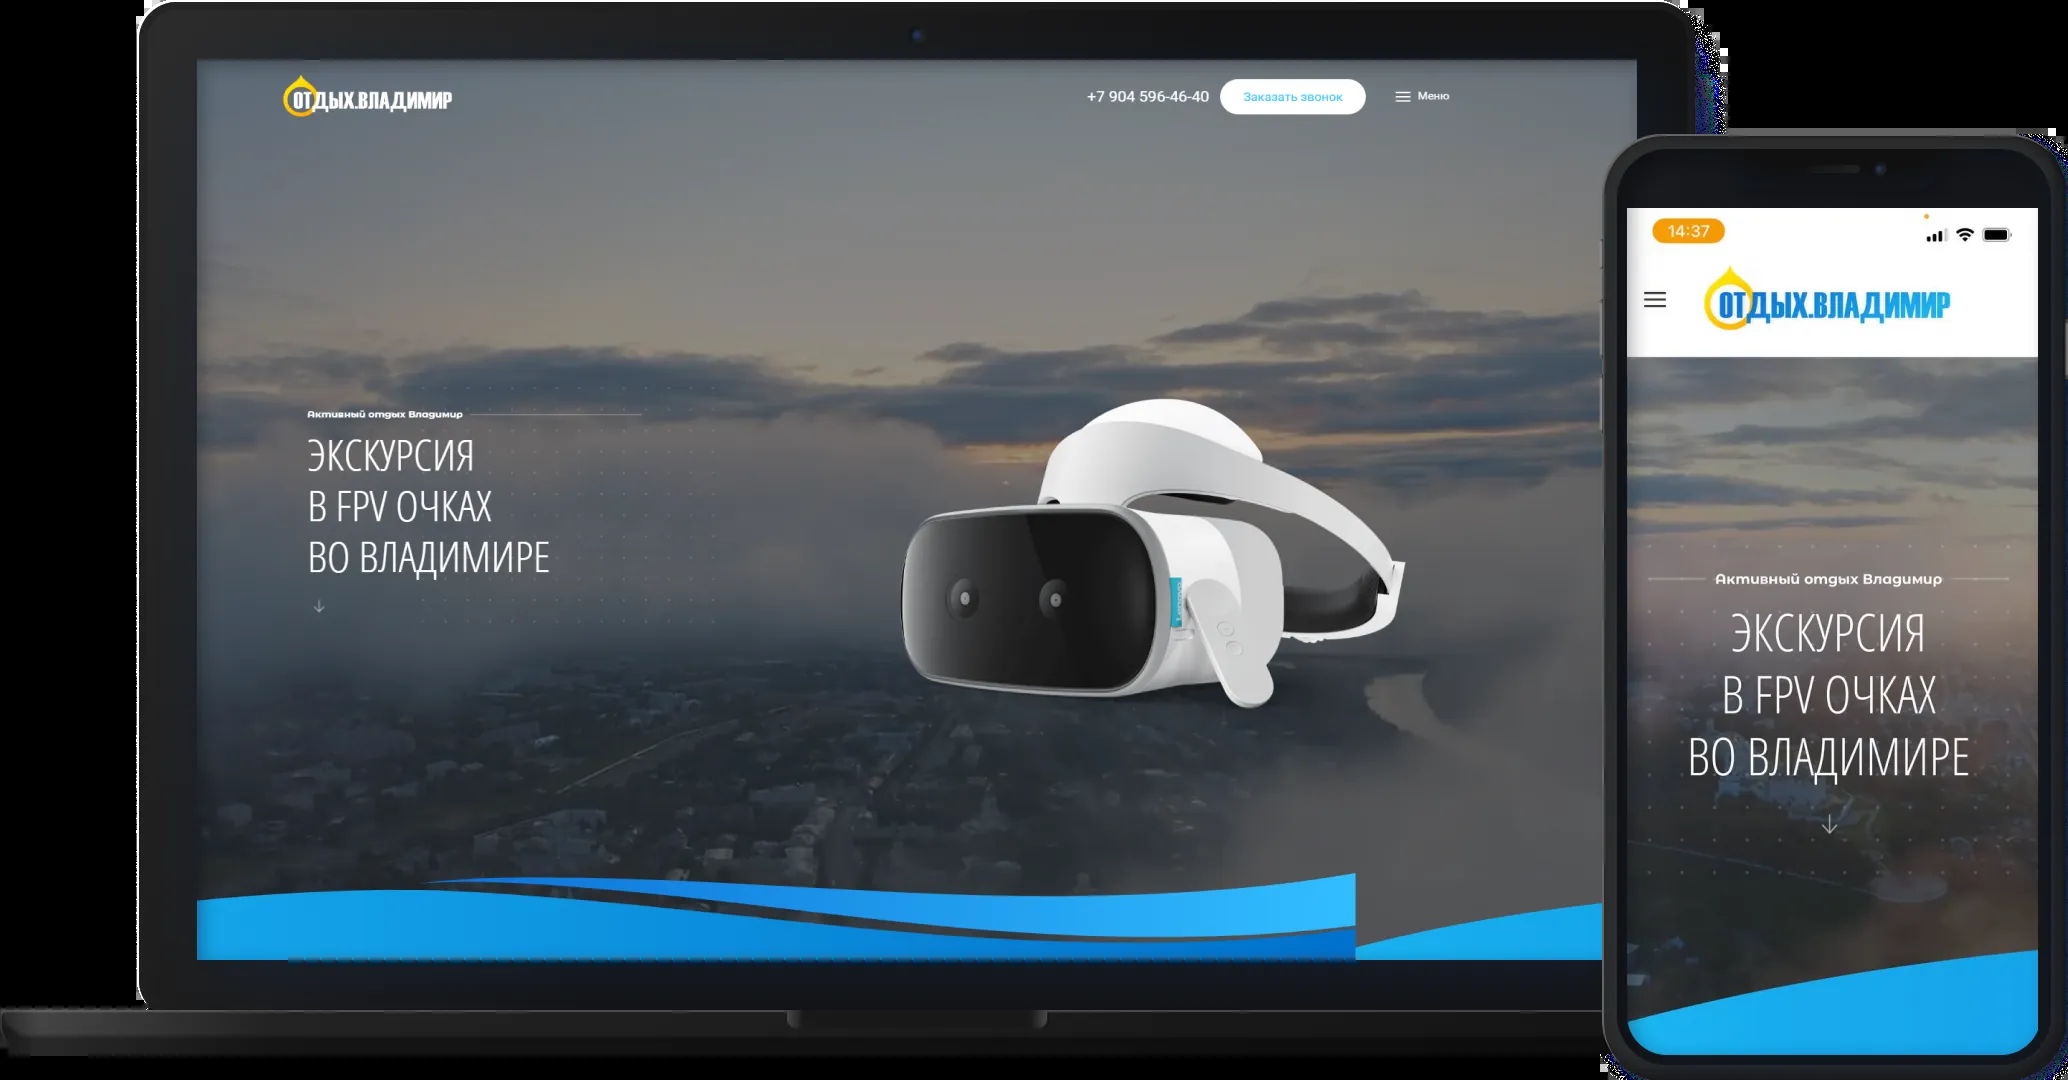 ОТДЫХ.ВЛАДИМИР
+7 904 596-46-40
Заказать звонок
Меню
Активный отдых Владимир
ЭКСКУРСИЯ
В FPV ОЧКАХ
ВО ВЛАДИМИРЕ
14:37
ОТДЫХ.ВЛАДИМИР
Активный отдых Владимир
ЭКСКУРСИЯ
В FPV ОЧКАХ
ВО ВЛАДИМИРЕ